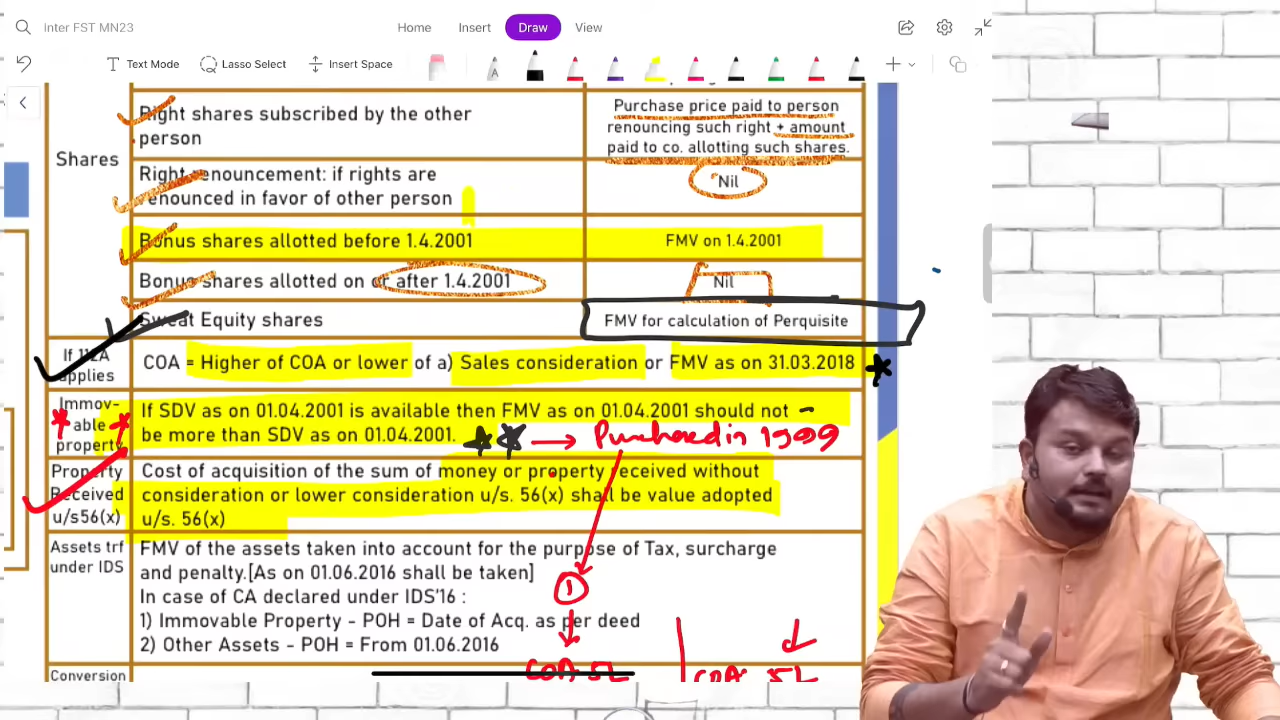 inter FST MN23
Home
Insert
Draw
View
Text Mode
Lasso Select
Insert Space
Shares
Right shares subscribed by the other
person
Purchase price paid to person
renouncing such right + amount
paid to co. allotting such shares.
Right renouncement: if rights are
renounced in favor of other person
Nil
Bonus shares allotted before 1.4.2001
FMV on 1.4.2001
Bonus shares allotted on or after 1.4.2001
Nil
Sweat Equity shares
FMV for calculation of Perquisite
If 112A
applies
COA = Higher of COA or lower of a) Sales consideration or FMV as on 31.03.2018
Immov-
able
property
If SDV as on 01.04.2001 is available then FMV as on 01.04.2001 should not
be more than SDV as on 01.04.2001.
Purchased in 1999
Property
Received
u/s56(x)
Cost of acquisition of the sum of money or property received without
consideration or lower consideration u/s. 56(x) shall be value adopted
u/s. 56(x)
Assets trf
under IDS
FMV of the assets taken into account for the purpose of Tax, surcharge
and penalty.[As on 01.06.2016 shall be taken]
In case of CA declared under IDS'16 :
1) Immovable Property - POH = Date of Acq. as per deed
2) Other Assets - POH = From 01.06.2016
1
COA 5L
COA 5L
Conversion